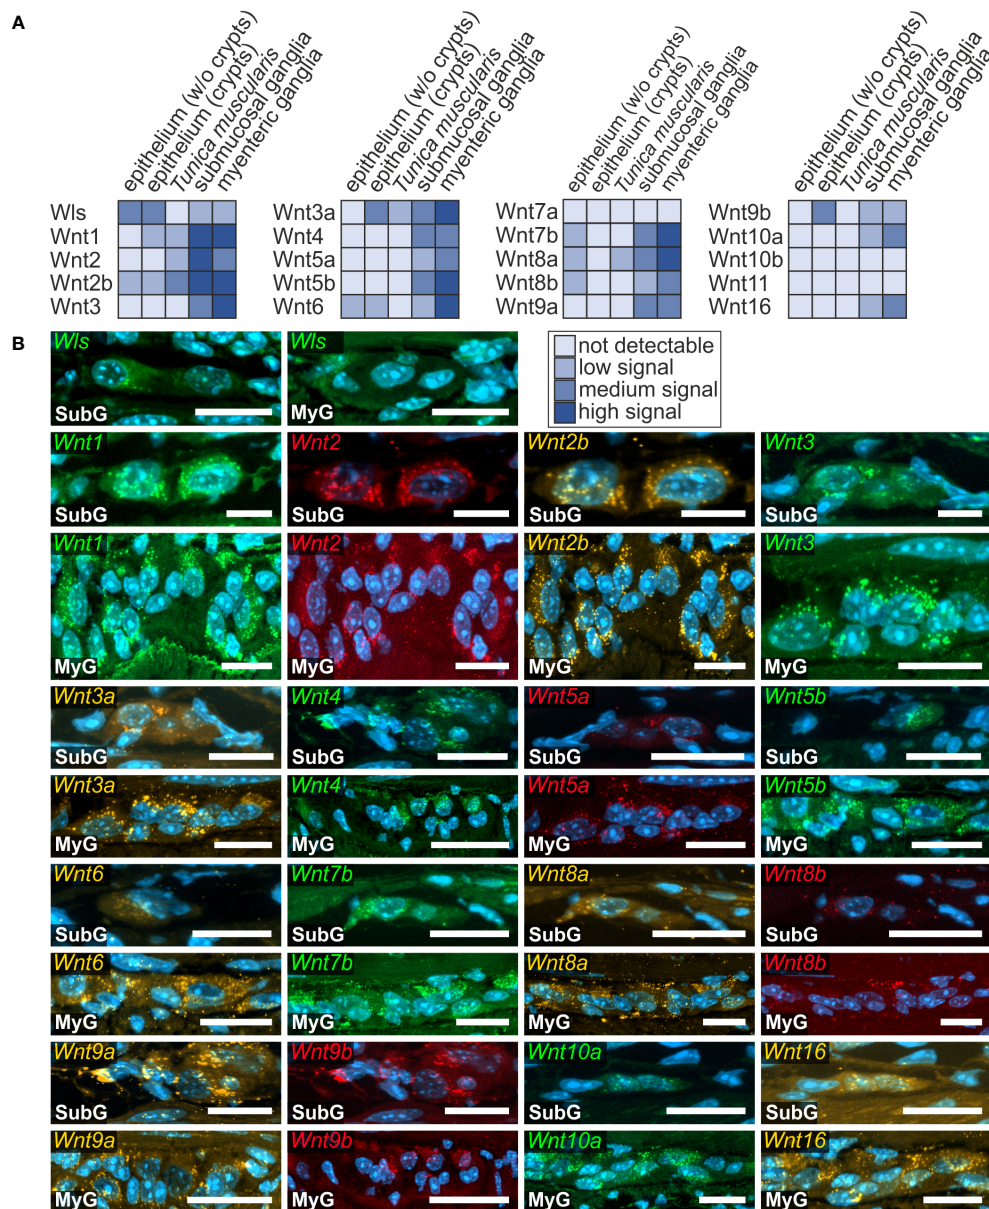 A
epithelium (w/o crypts)
epithelium (crypts)
Tunica muscularis
submucosal ganglia
myenteric ganglia
epithelium (w/o crypts)
epithelium (crypts)
Tunica muscularis
submucosal ganglia
myenteric ganglia
epithelium (w/o crypts)
epithelium (crypts)
Tunica muscularis
submucosal ganglia
myenteric ganglia
epithelium (w/o crypts)
epithelium (crypts)
Tunica muscularis
submucosal ganglia
myenteric ganglia
Wls
Wnt1
Wnt2
Wnt2b
Wnt3
Wnt3a
Wnt4
Wnt5a
Wnt5b
Wnt6
Wnt7a
Wnt7b
Wnt8a
Wnt8b
Wnt9a
Wnt9b
Wnt10a
Wnt10b
Wnt11
Wnt16
B
Wls
SubG
Wls
MyG
not detectable
low signal
medium signal
high signal
Wnt1
SubG
Wnt2
SubG
Wnt2b
SubG
Wnt3
SubG
Wnt1
MyG
Wnt2
MyG
Wnt2b
MyG
Wnt3
MyG
Wnt3a
SubG
Wnt4
SubG
Wnt5a
SubG
Wnt5b
SubG
Wnt3a
MyG
Wnt4
MyG
Wnt5a
MyG
Wnt5b
MyG
Wnt6
SubG
Wnt7b
SubG
Wnt8a
SubG
Wnt8b
SubG
Wnt6
MyG
Wnt7b
MyG
Wnt8a
MyG
Wnt8b
MyG
Wnt9a
SubG
Wnt9b
SubG
Wnt10a
SubG
Wnt16
SubG
Wnt9a
MyG
Wnt9b
MyG
Wnt10a
MyG
Wnt16
MyG